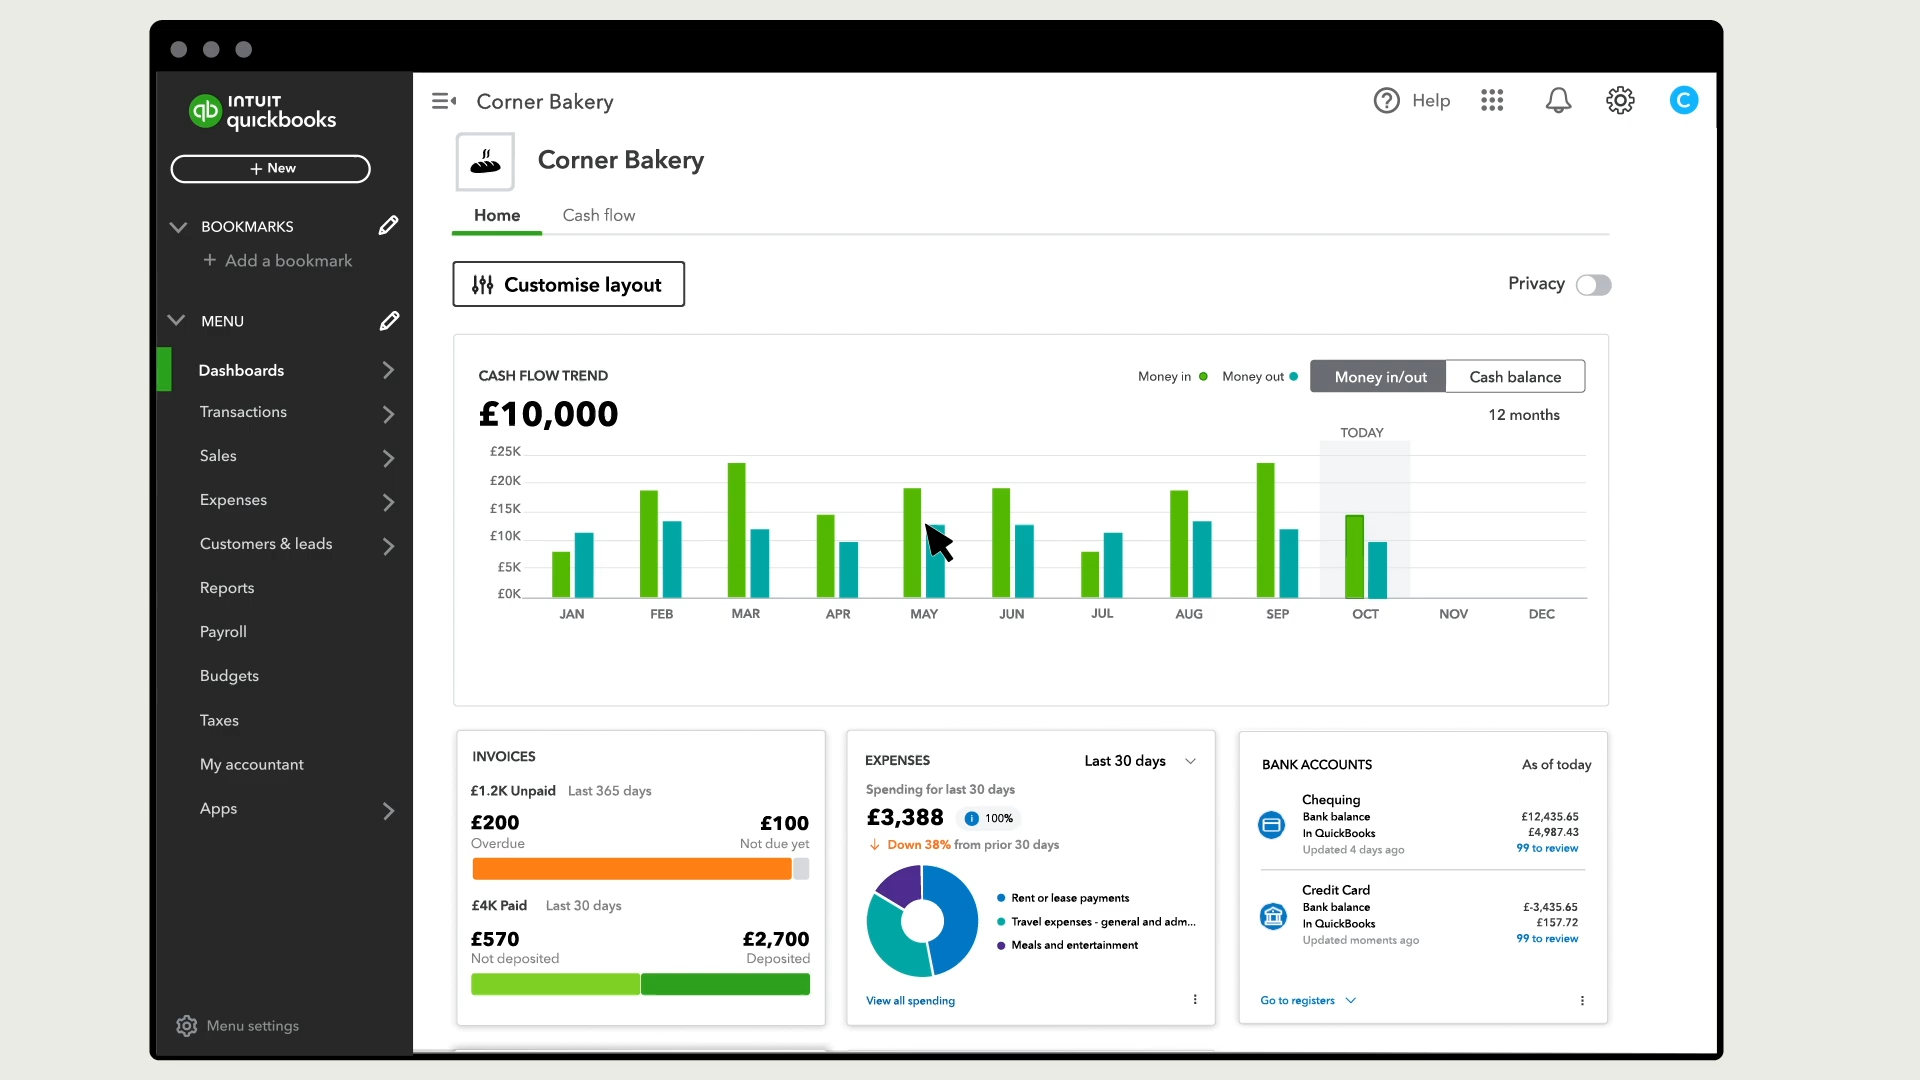 INTUIT
quickbooks
+ New
BOOKMARKS
+ Add a bookmark
MENU
Dashboards
Transactions
Sales
Expenses
Customers & leads
Reports
Payroll
Budgets
Taxes
My accountant
Apps
Menu settings
Corner Bakery
Help
C
Corner Bakery
Home Cash flow
Customise layout
Privacy
CASH FLOW TREND
Money in Money out Money in/out Cash balance
£10,000
12 months
TODAY
£25K
£20K
£15K
£10K
£5K
£0K
JAN FEB MAR APR MAY JUN JUL AUG SEP OCT NOV DEC
INVOICES
£1.2K Unpaid Last 365 days
£200 £100
Overdue Not due yet
£4K Paid Last 30 days
£570 £2,700
Not deposited Deposited
EXPENSES Last 30 days
Spending for last 30 days
£3,388 100%
Down 38% from prior 30 days
Rent or lease payments
Travel expenses - general and adm...
Meals and entertainment
View all spending
BANK ACCOUNTS As of today
Chequing
Bank balance £12,435.65
In QuickBooks £4,987.43
Updated 4 days ago 99 to review
Credit Card
Bank balance £-3,435.65
In QuickBooks £157.72
Updated moments ago 99 to review
Go to registers